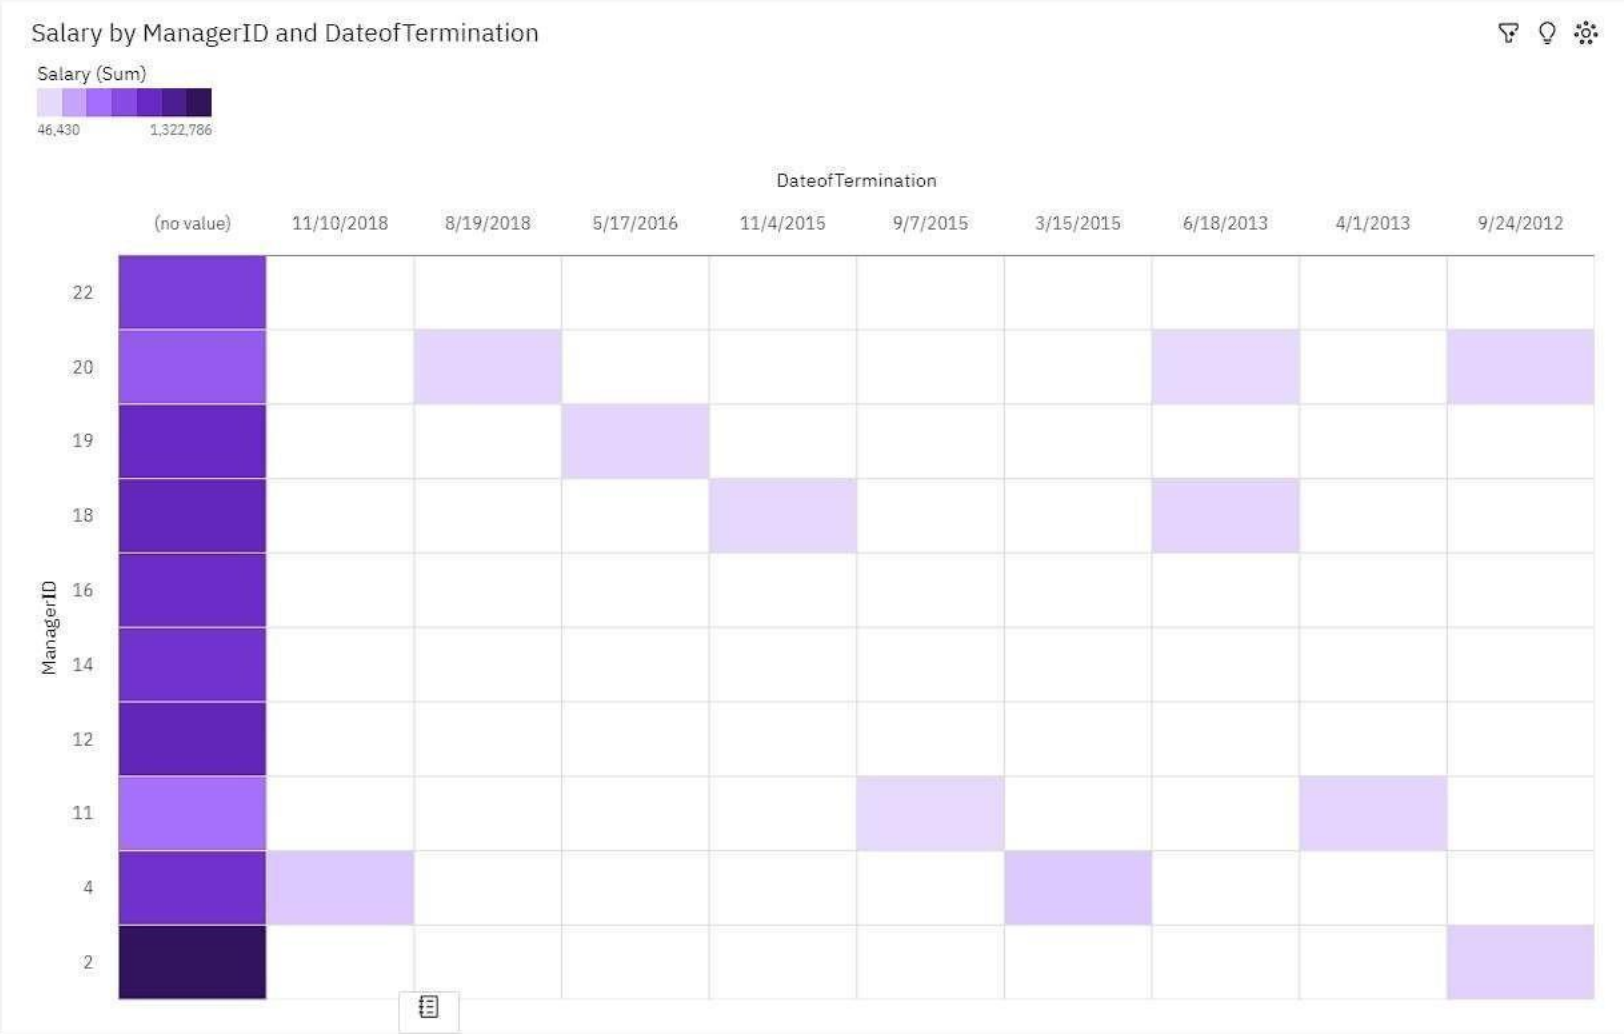 Salary by ManagerID and DateofTermination
Salary (Sum)
46,430 1,322,786
DateofTermination
(no value) 11/10/2018 8/19/2018 5/17/2016 11/4/2015 9/7/2015 3/15/2015 6/18/2013 4/1/2013 9/24/2012
ManagerID
22
20
19
18
16
14
12
11
4
2